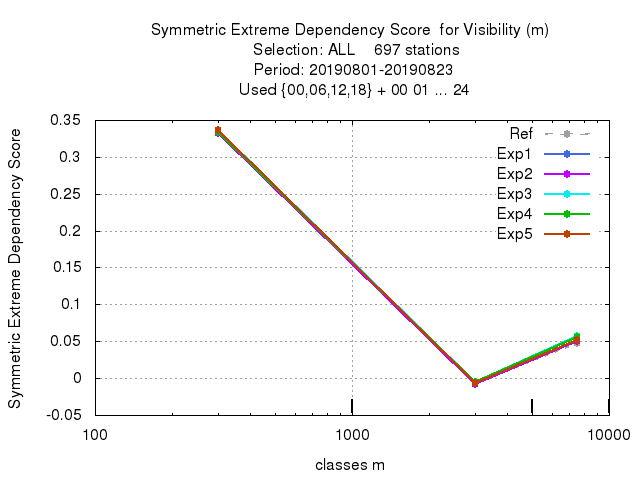 Symmetric Extreme Dependency Score  for Visibility (m)
Selection: ALL    697 stations
Period: 20190801-20190823
Used {00,06,12,18} + 00 01 ... 24
Symmetric Extreme Dependency Score
0.35
0.3
0.25
0.2
0.15
0.1
0.05
0
-0.05
Ref
Exp1
Exp2
Exp3
Exp4
Exp5
100
1000
10000
classes m